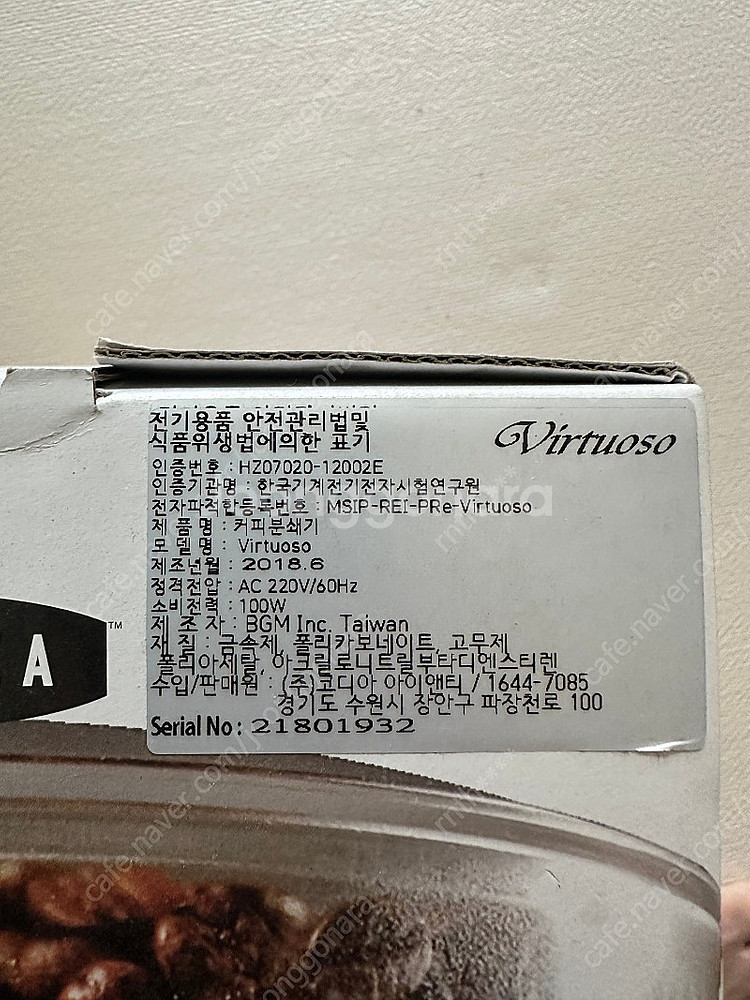 전기용품 안전관리법및
식품위생법에의한 표기
Virtuoso
인증번호 : HZ07020-12002E
인증기관명 : 한국기계전기전자시험연구원
전자파적합등록번호 : MSIP-REI-PRe-Virtuoso
제 품 명 : 커피분쇄기
모 델 명 : Virtuoso
제조년월 : 2018.6
정격전압 : AC 220V/60Hz
소비전력 : 100W
제 조 자 : BGM Inc. Taiwan
재 질 : 금속제, 폴리카보네이트, 고무제
폴리아세탈, 아크릴로니트릴부타디엔스티렌
수입/판매원 : (주)코디아 아이앤티 / 1644-7085
경기도 수원시 장안구 파장천로 100
Serial No : 21801932
A ™
joonggonara
cafe.naver.com/joonggonara